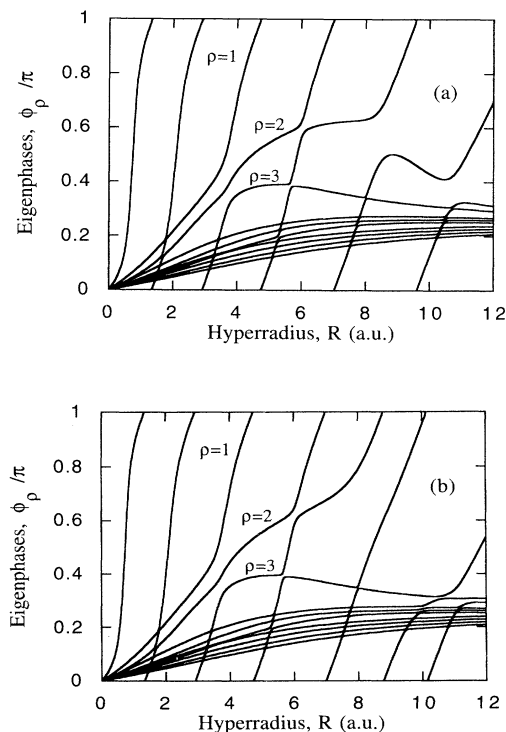 1
0.8
0.6
0.4
0.2
0
Eigenphases, ϕρ /π
ρ=1
ρ=2
ρ=3
(a)
0 2 4 6 8 10 12
Hyperradius, R (a.u.)
1
0.8
0.6
0.4
0.2
0
Eigenphases, ϕρ /π
ρ=1
ρ=2
ρ=3
(b)
0 2 4 6 8 10 12
Hyperradius, R (a.u.)